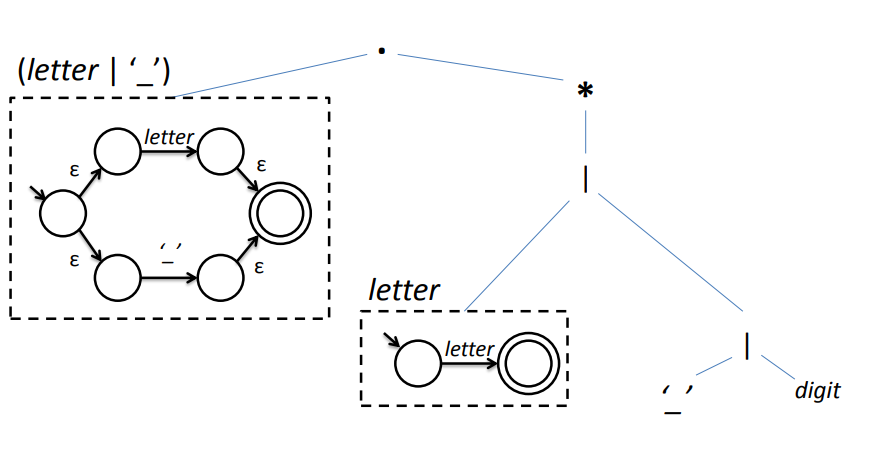 .
(letter | ‘_’)
*
letter
ε
ε
|
‘_’
ε
ε
letter
letter
|
‘_’
digit